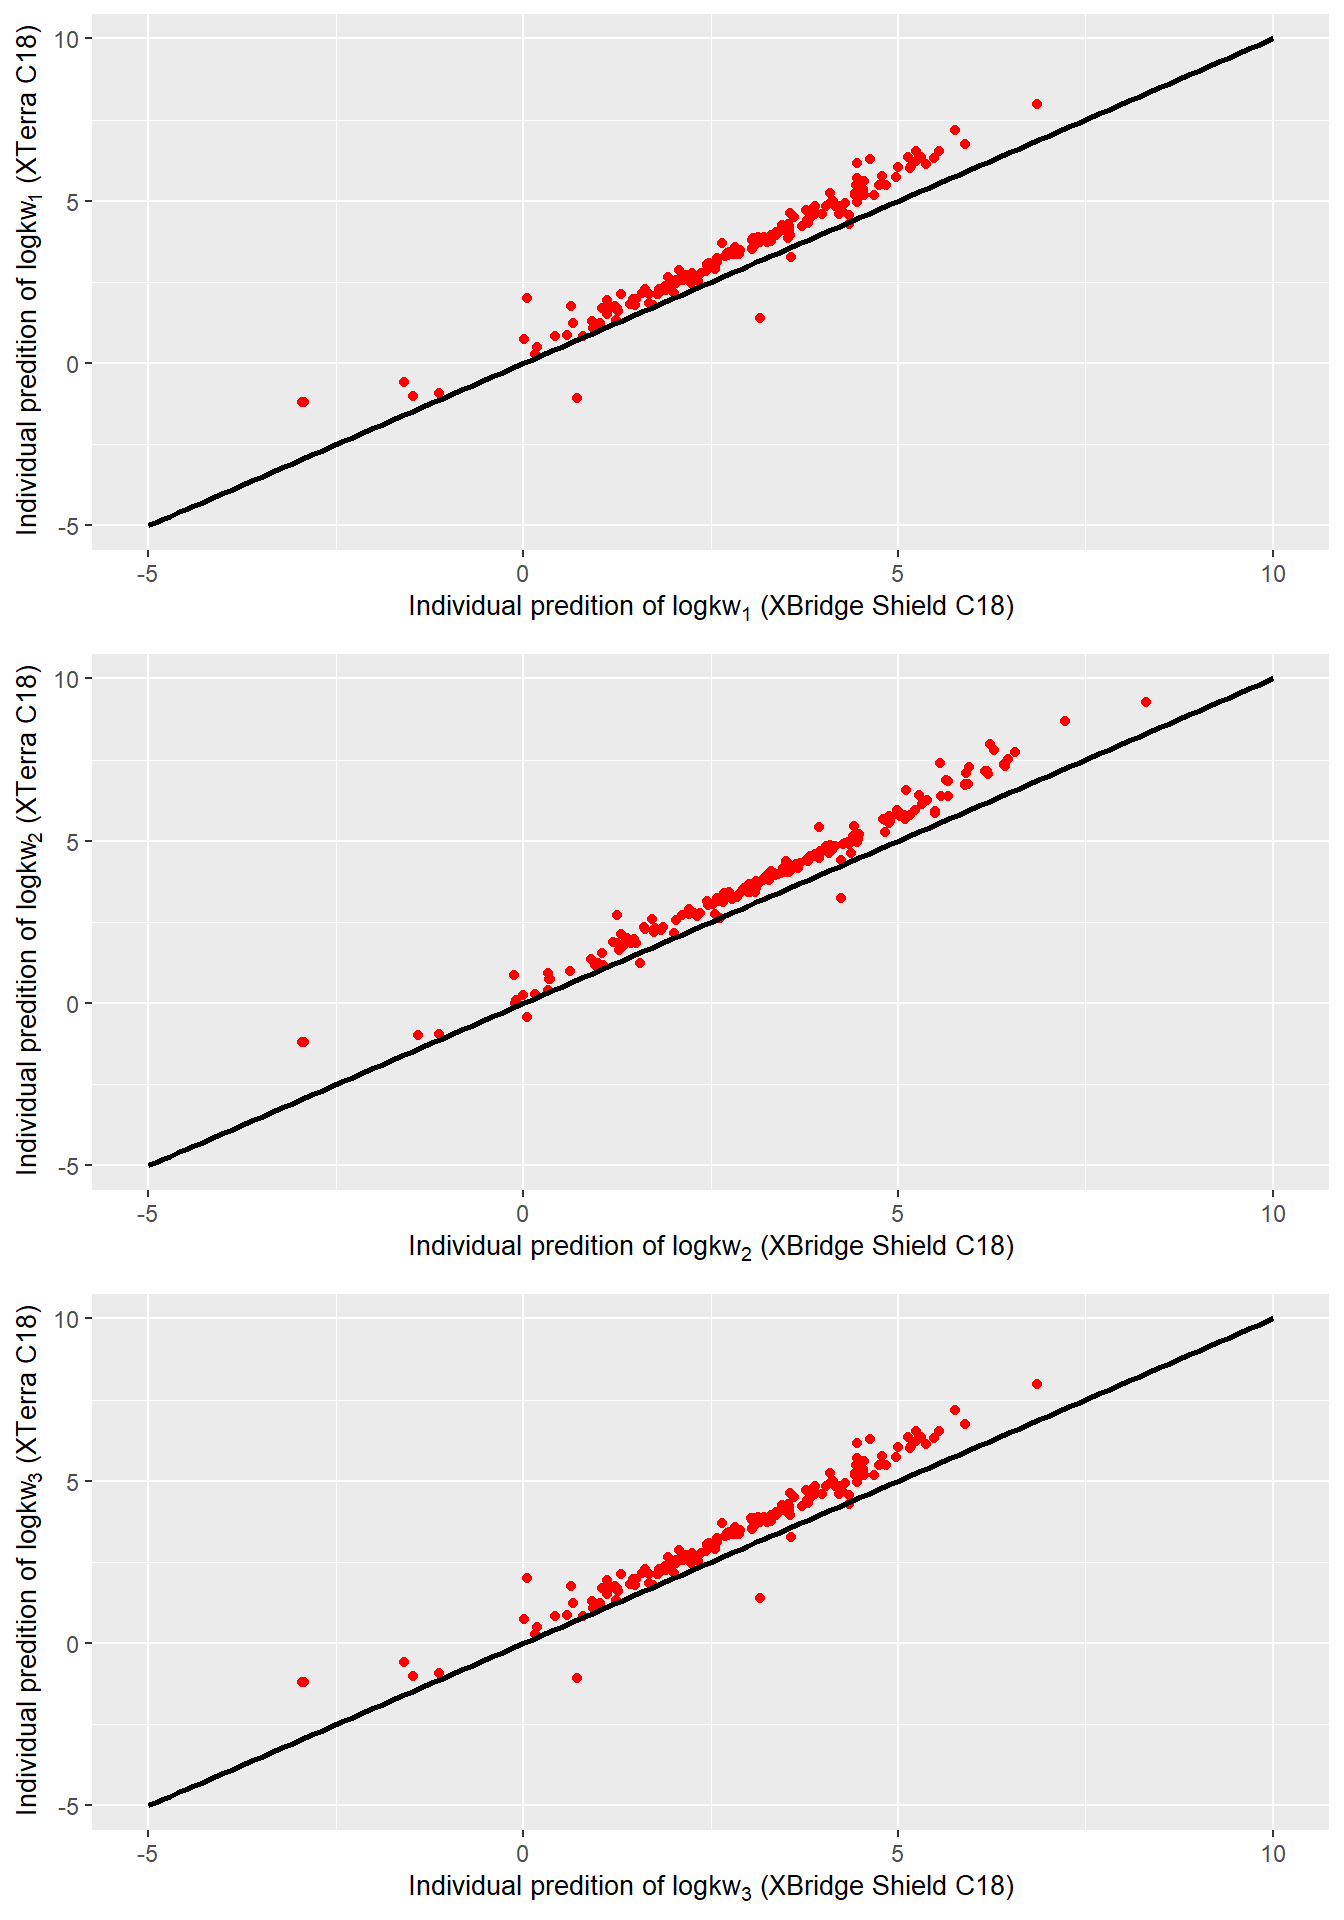 Individual predition of logkw₁ (XTerra C18)
10
5
0
-5
-5 0 5 10
Individual predition of logkw₁ (XBridge Shield C18)
Individual predition of logkw₂ (XTerra C18)
10
5
0
-5
-5 0 5 10
Individual predition of logkw₂ (XBridge Shield C18)
Individual predition of logkw₃ (XTerra C18)
10
5
0
-5
-5 0 5 10
Individual predition of logkw₃ (XBridge Shield C18)